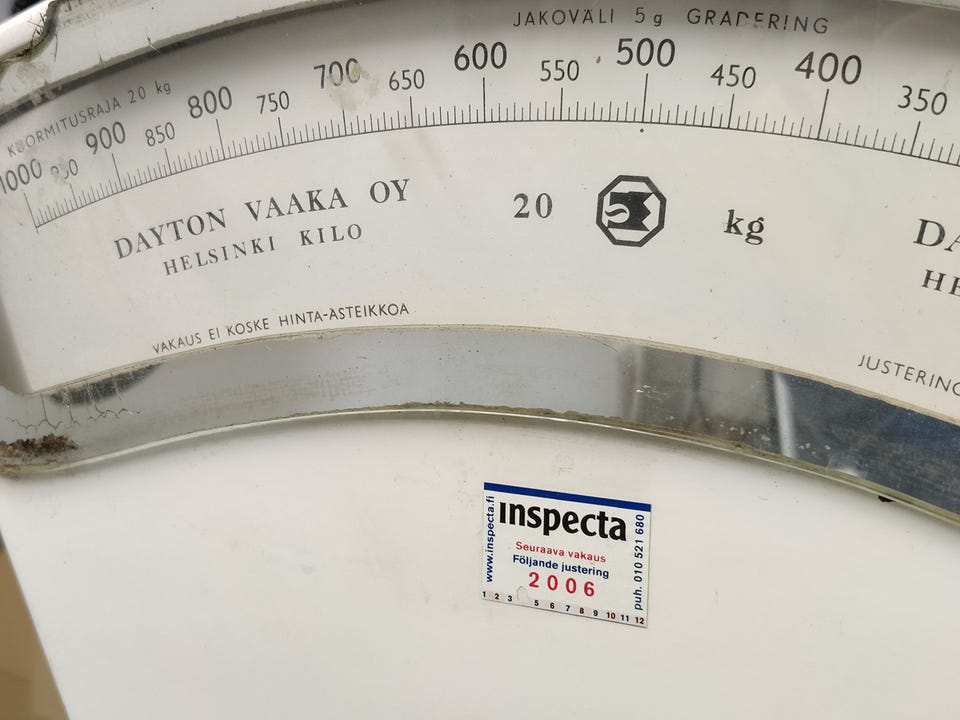 JAKOVÄLI 5g GRADERING
KUORMITUSRAJA 20 kg
1000 950 900 850 800 750 700 650 600 550 500 450 400 350
DAYTON VAAKA OY
HELSINKI KILO
20 kg
VAKAUS EI KOSKE HINTA-ASTEIKKOA
JUSTERING
www.inspecta.fi
inspecta
Seuraava vakaus
Följande justering
2006
1 2 3 5 6 7 8 9 10 11 12
puh. 010 521 680